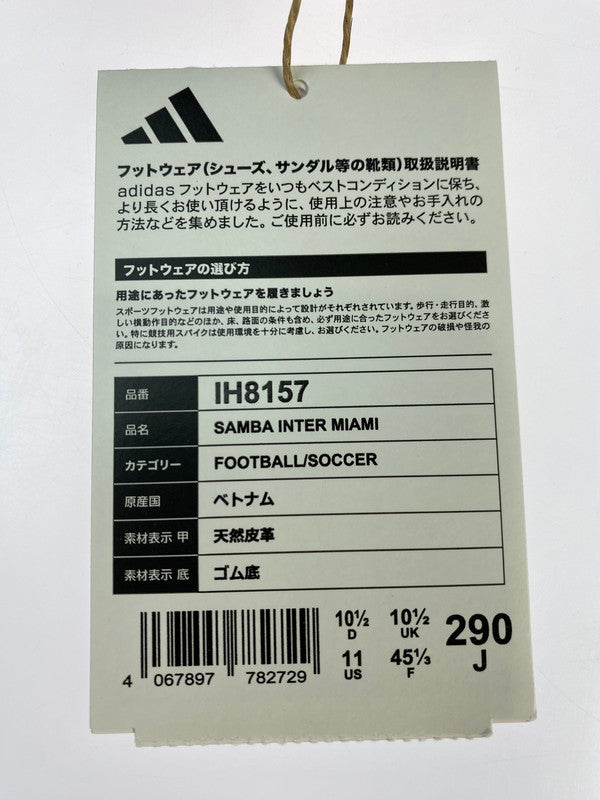 フットウェア(シューズ、サンダル等の靴類)取扱説明書
adidas フットウェアをいつもベストコンディションに保ち、
より長くお使い頂けるように、使用上の注意やお手入れの
方法などを集めました。ご使用前に必ずお読みください。
フットウェアの選び方
用途にあったフットウェアを履きましょう
スポーツフットウェアは用途や使用目的によって設計がそれぞれされています。歩行・走行目的、激
しい横動作目的などのほか、床、路面の条件も含め、必ず用途に合ったフットウェアをお選びくださ
い。特に競技用スパイクは使用環境を十分に考慮し、お選びください。フットウェアの破損や怪我の
原因になります。
品番 IH8157
品名 SAMBA INTER MIAMI
カテゴリー FOOTBALL/SOCCER
原産国 ベトナム
素材表示 甲 天然皮革
素材表示 底 ゴム底
10½ 10½ 290
D UK J
11 45⅓
US F
4 067897 782729